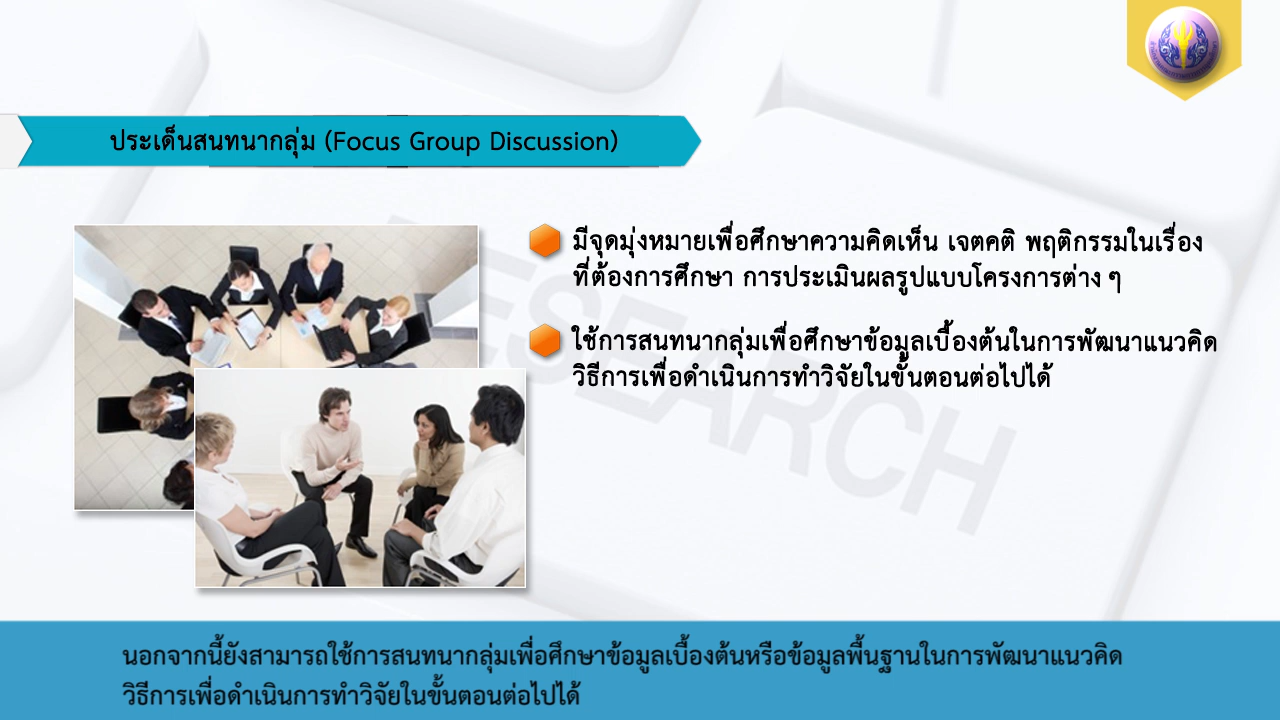 ประเด็นสนทนากลุ่ม (Focus Group Discussion)
มีจุดมุ่งหมายเพื่อศึกษาความคิดเห็น เจตคติ พฤติกรรมในเรื่อง
ที่ต้องการศึกษา การประเมินผลรูปแบบโครงการต่าง ๆ
ใช้การสนทนากลุ่มเพื่อศึกษาข้อมูลเบื้องต้นในการพัฒนาแนวคิด
วิธีการเพื่อดำเนินการทำวิจัยในขั้นตอนต่อไปได้
RESEARCH
นอกจากนี้ยังสามารถใช้การสนทนากลุ่มเพื่อศึกษาข้อมูลเบื้องต้นหรือข้อมูลพื้นฐานในการพัฒนาแนวคิด
วิธีการเพื่อดำเนินการทำวิจัยในขั้นตอนต่อไปได้